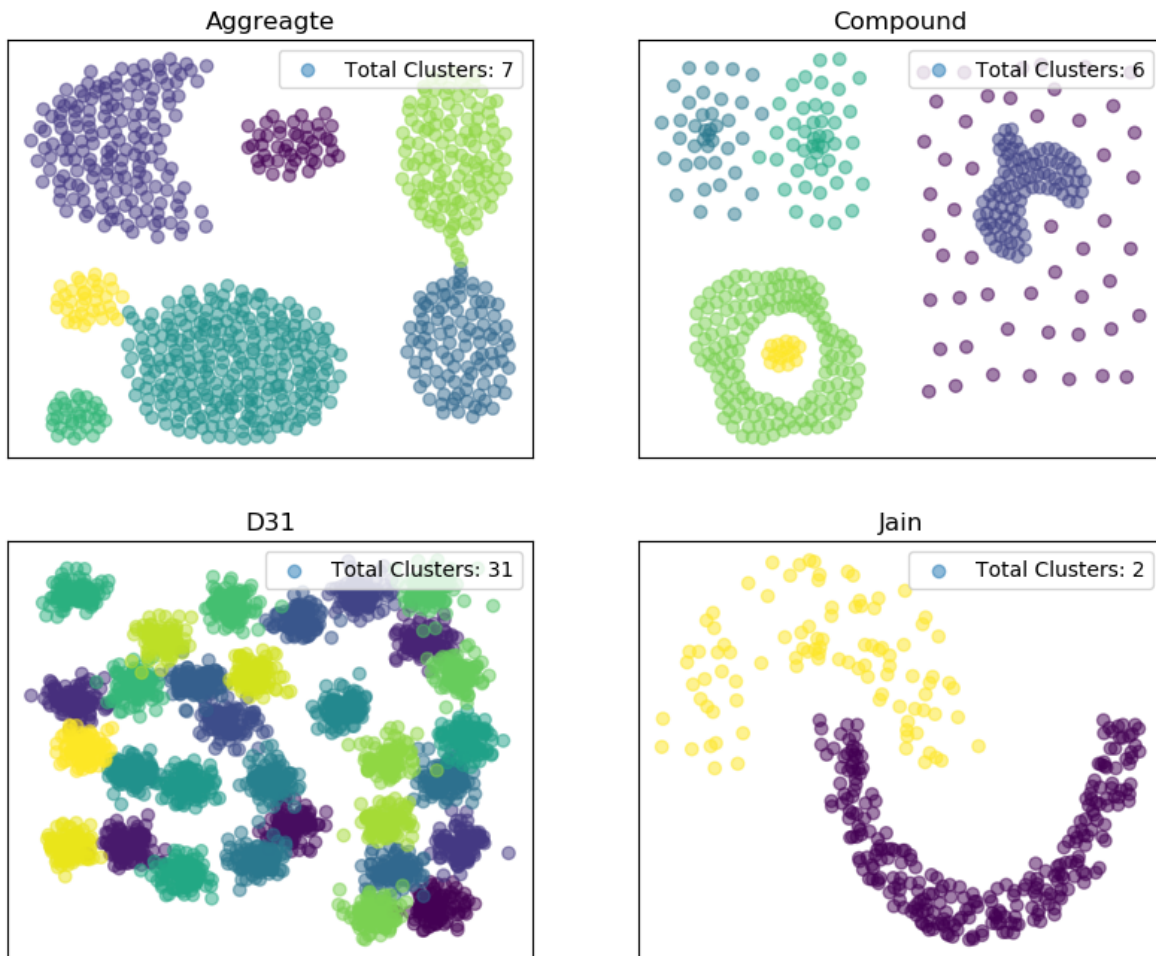 Aggreagte
Total Clusters: 7
Compound
Total Clusters: 6
D31
Total Clusters: 31
Jain
Total Clusters: 2